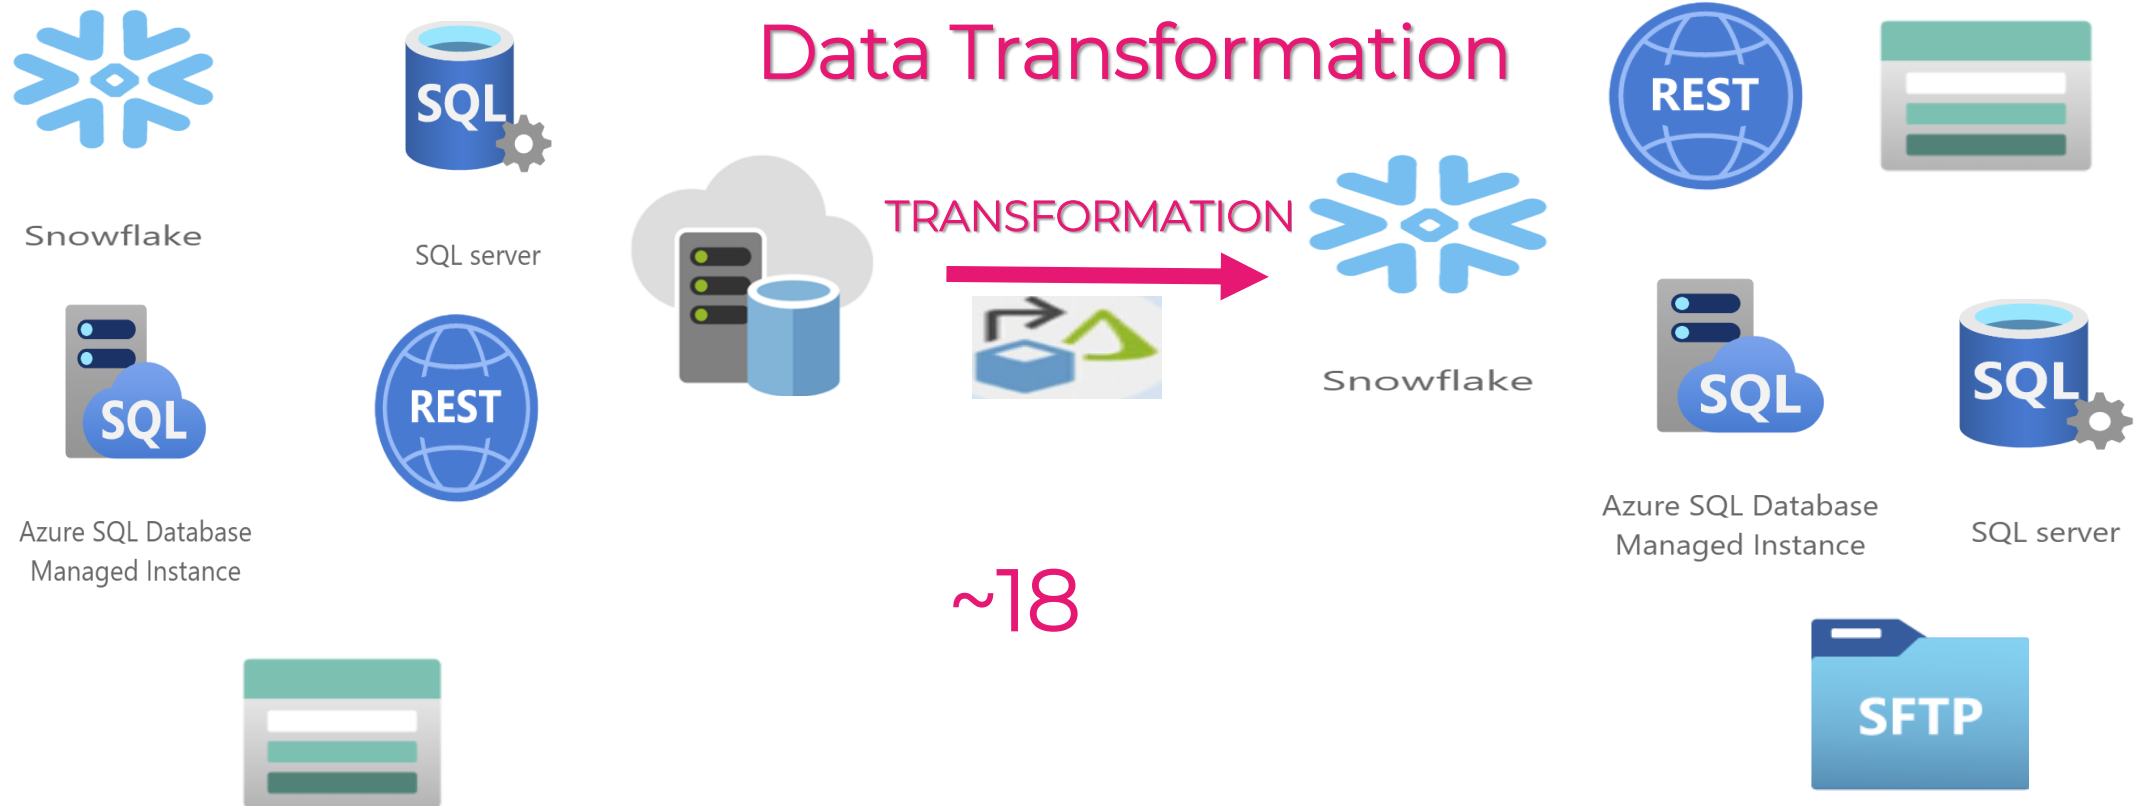 Data Transformation
SQL
Snowflake
SQL server
SQL
Azure SQL Database
Managed Instance
REST
TRANSFORMATION
Snowflake
~18
REST
SQL
Azure SQL Database
Managed Instance
SQL
SQL server
SFTP